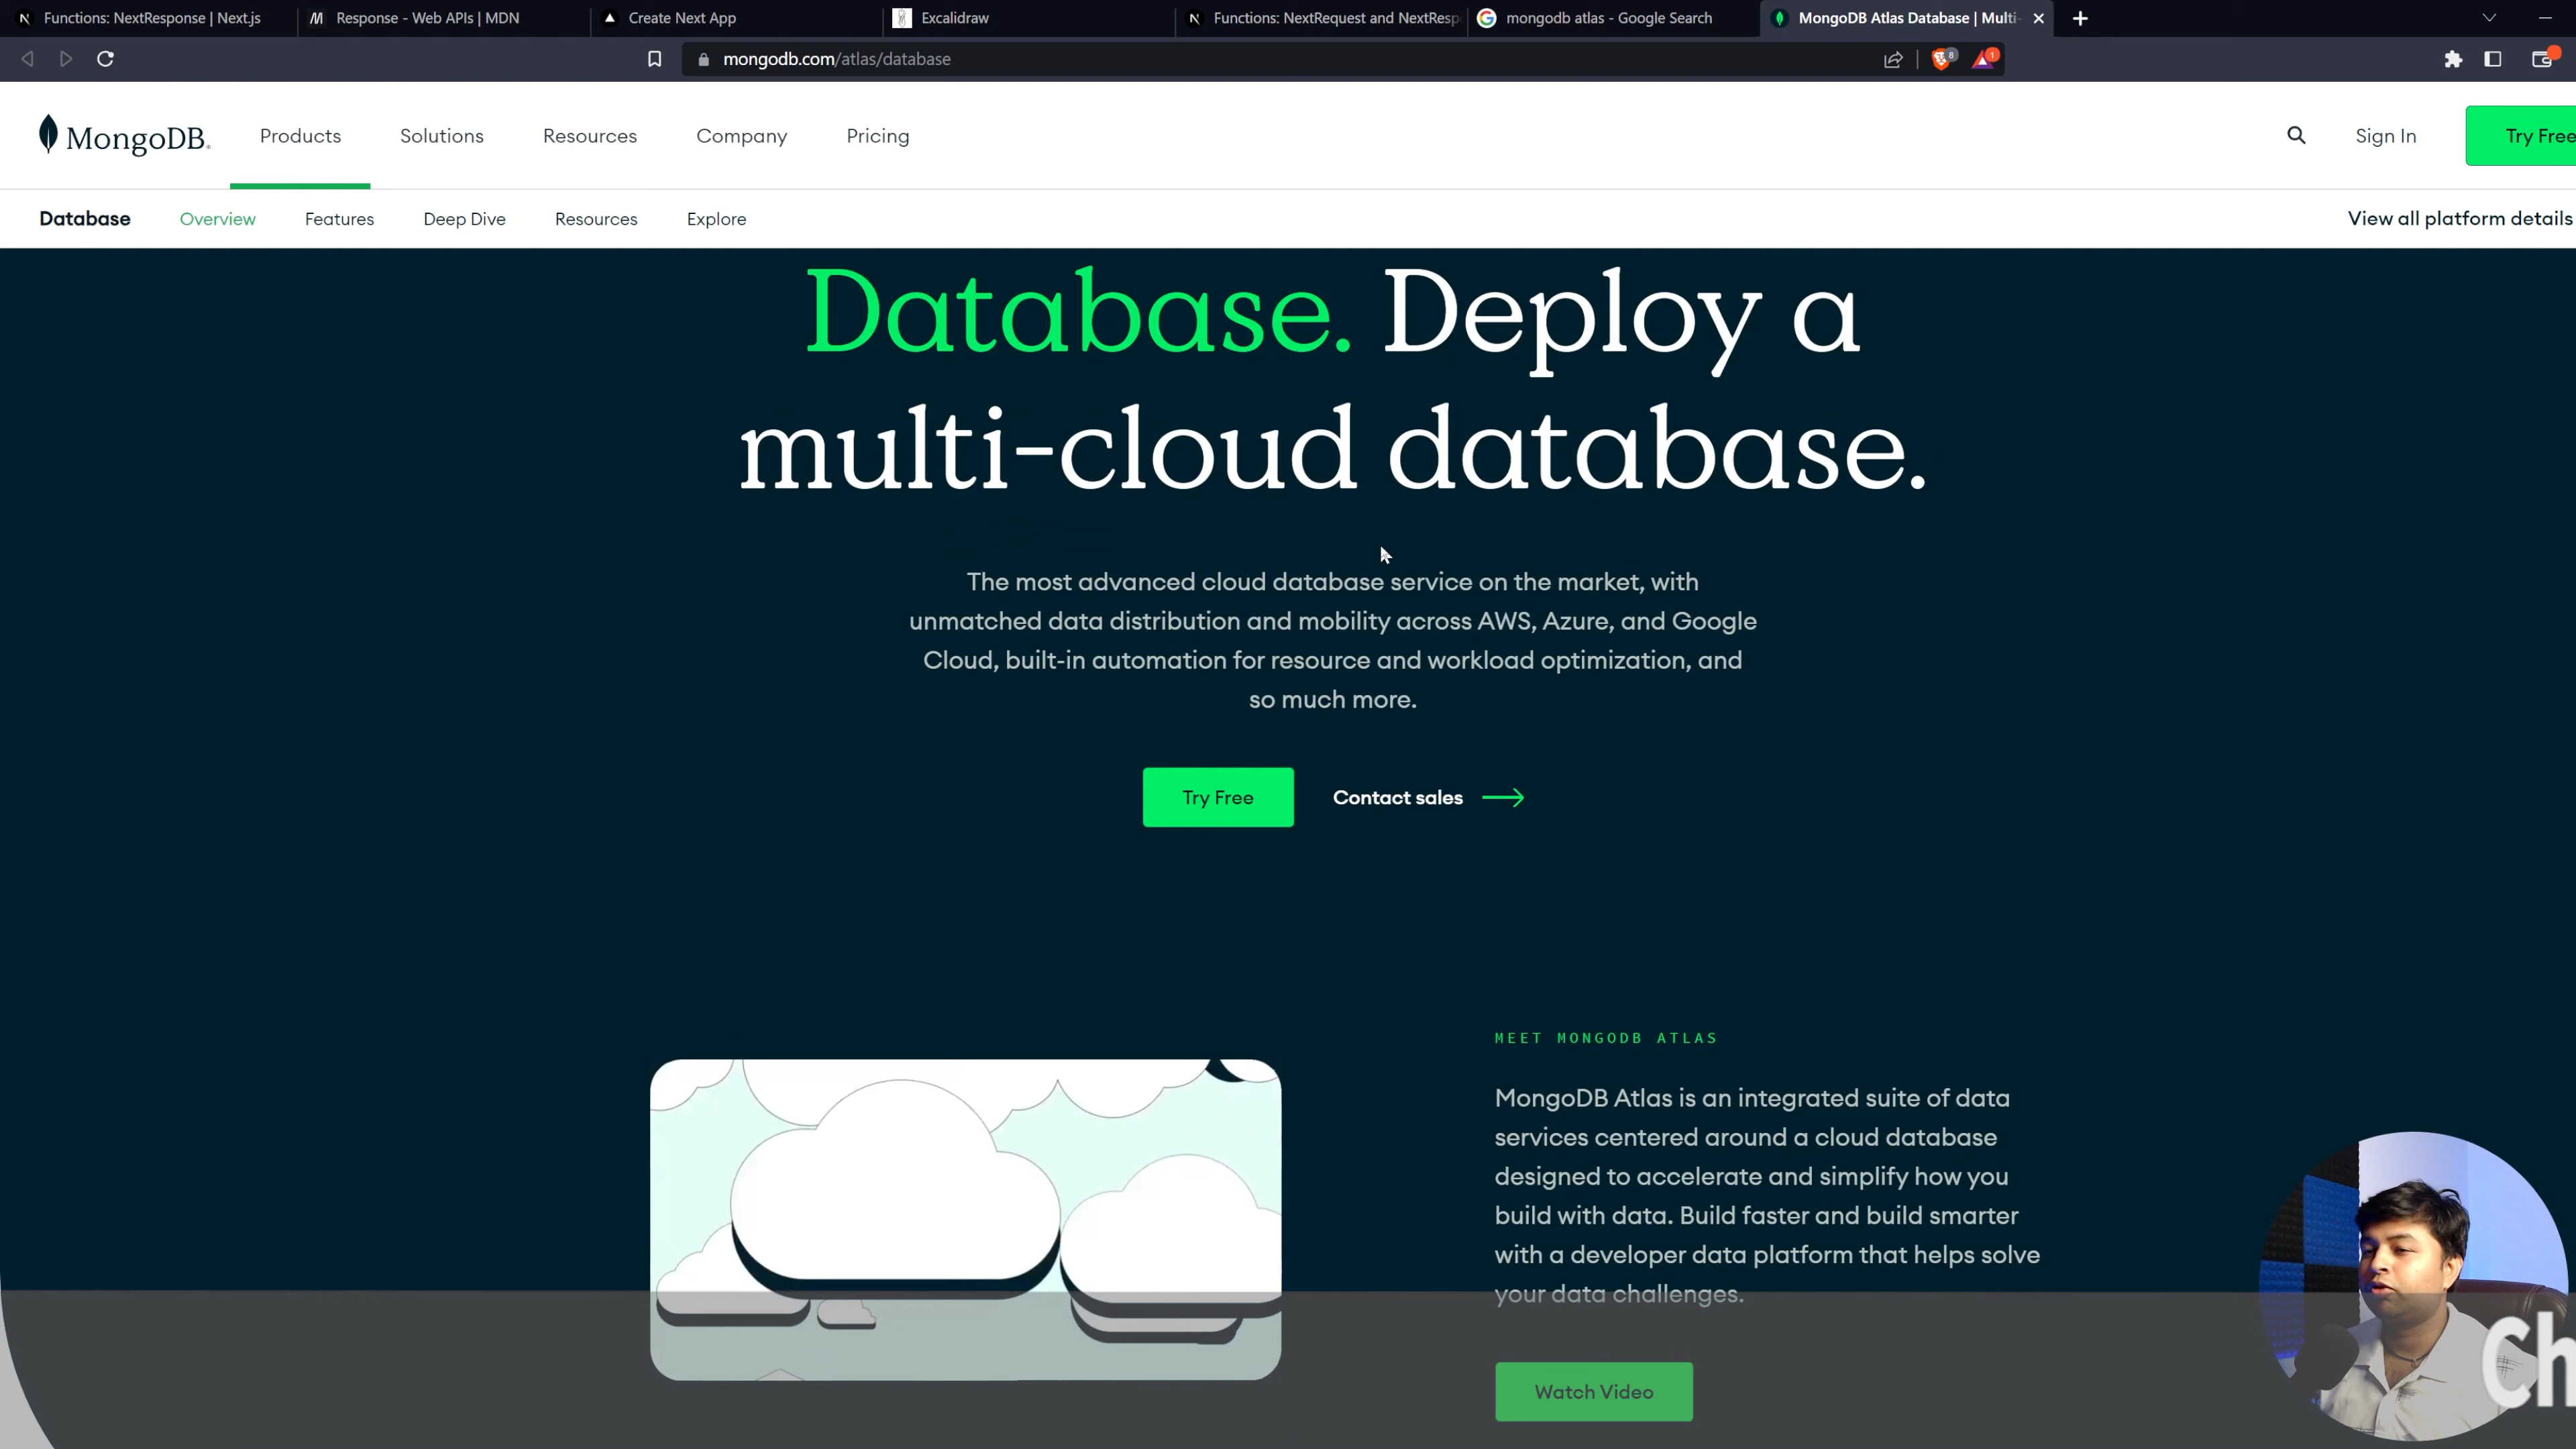 Functions: NextResponse | Next.js
Response - Web APIs | MDN
Create Next App
Excalidraw
Functions: NextRequest and NextResp
mongodb atlas - Google Search
MongoDB Atlas Database | Multi-
mongodb.com/atlas/database
8
1
MongoDB.
Products
Solutions
Resources
Company
Pricing
Sign In
Try Free
Database
Overview
Features
Deep Dive
Resources
Explore
View all platform details
Database. Deploy a
multi-cloud database.
The most advanced cloud database service on the market, with
unmatched data distribution and mobility across AWS, Azure, and Google
Cloud, built-in automation for resource and workload optimization, and
so much more.
Try Free
Contact sales
MEET MONGODB ATLAS
MongoDB Atlas is an integrated suite of data
services centered around a cloud database
designed to accelerate and simplify how you
build with data. Build faster and build smarter
with a developer data platform that helps solve
your data challenges.
Watch Video
Ch